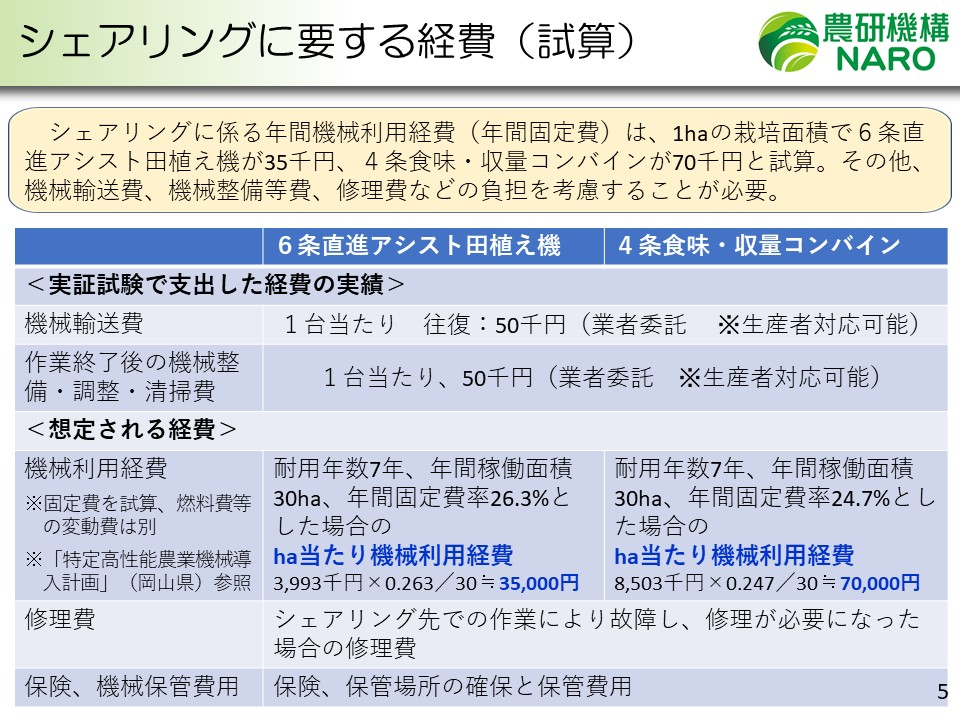 シェアリングに要する経費（試算）
農研機構
NARO
シェアリングに係る年間機械利用経費（年間固定費）は、1haの栽培面積で６条直
進アシスト田植え機が35千円、４条食味・収量コンバインが70千円と試算。その他、
機械輸送費、機械整備等費、修理費などの負担を考慮することが必要。
６条直進アシスト田植え機
４条食味・収量コンバイン
＜実証試験で支出した経費の実績＞
機械輸送費
１台当たり　往復：50千円（業者委託　※生産者対応可能）
作業終了後の機械整
備・調整・清掃費
１台当たり、50千円（業者委託　※生産者対応可能）
＜想定される経費＞
機械利用経費
※固定費を試算、燃料費等
の変動費は別
※「特定高性能農業機械導
入計画」（岡山県）参照
耐用年数7年、年間稼働面積
30ha、年間固定費率26.3%と
した場合の
ha当たり機械利用経費
3,993千円×0.263／30≒35,000円
耐用年数7年、年間稼働面積
30ha、年間固定費率24.7%とし
た場合の
ha当たり機械利用経費
8,503千円×0.247／30≒70,000円
修理費
シェアリング先での作業により故障し、修理が必要になった
場合の修理費
保険、機械保管費用
保険、保管場所の確保と保管費用
5